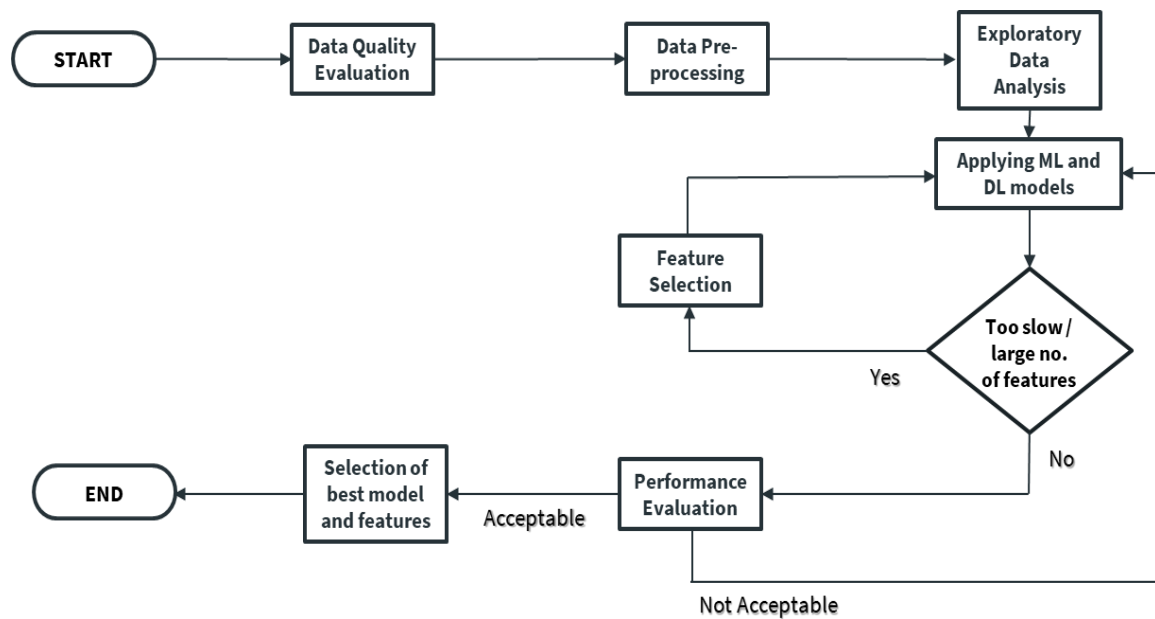 START
Data Quality
Evaluation
Data Pre-
processing
Exploratory
Data
Analysis
Applying ML and
DL models
Feature
Selection
Too slow /
large no.
of features
Yes
No
Performance
Evaluation
Acceptable
Selection of
best model
and features
END
Not Acceptable